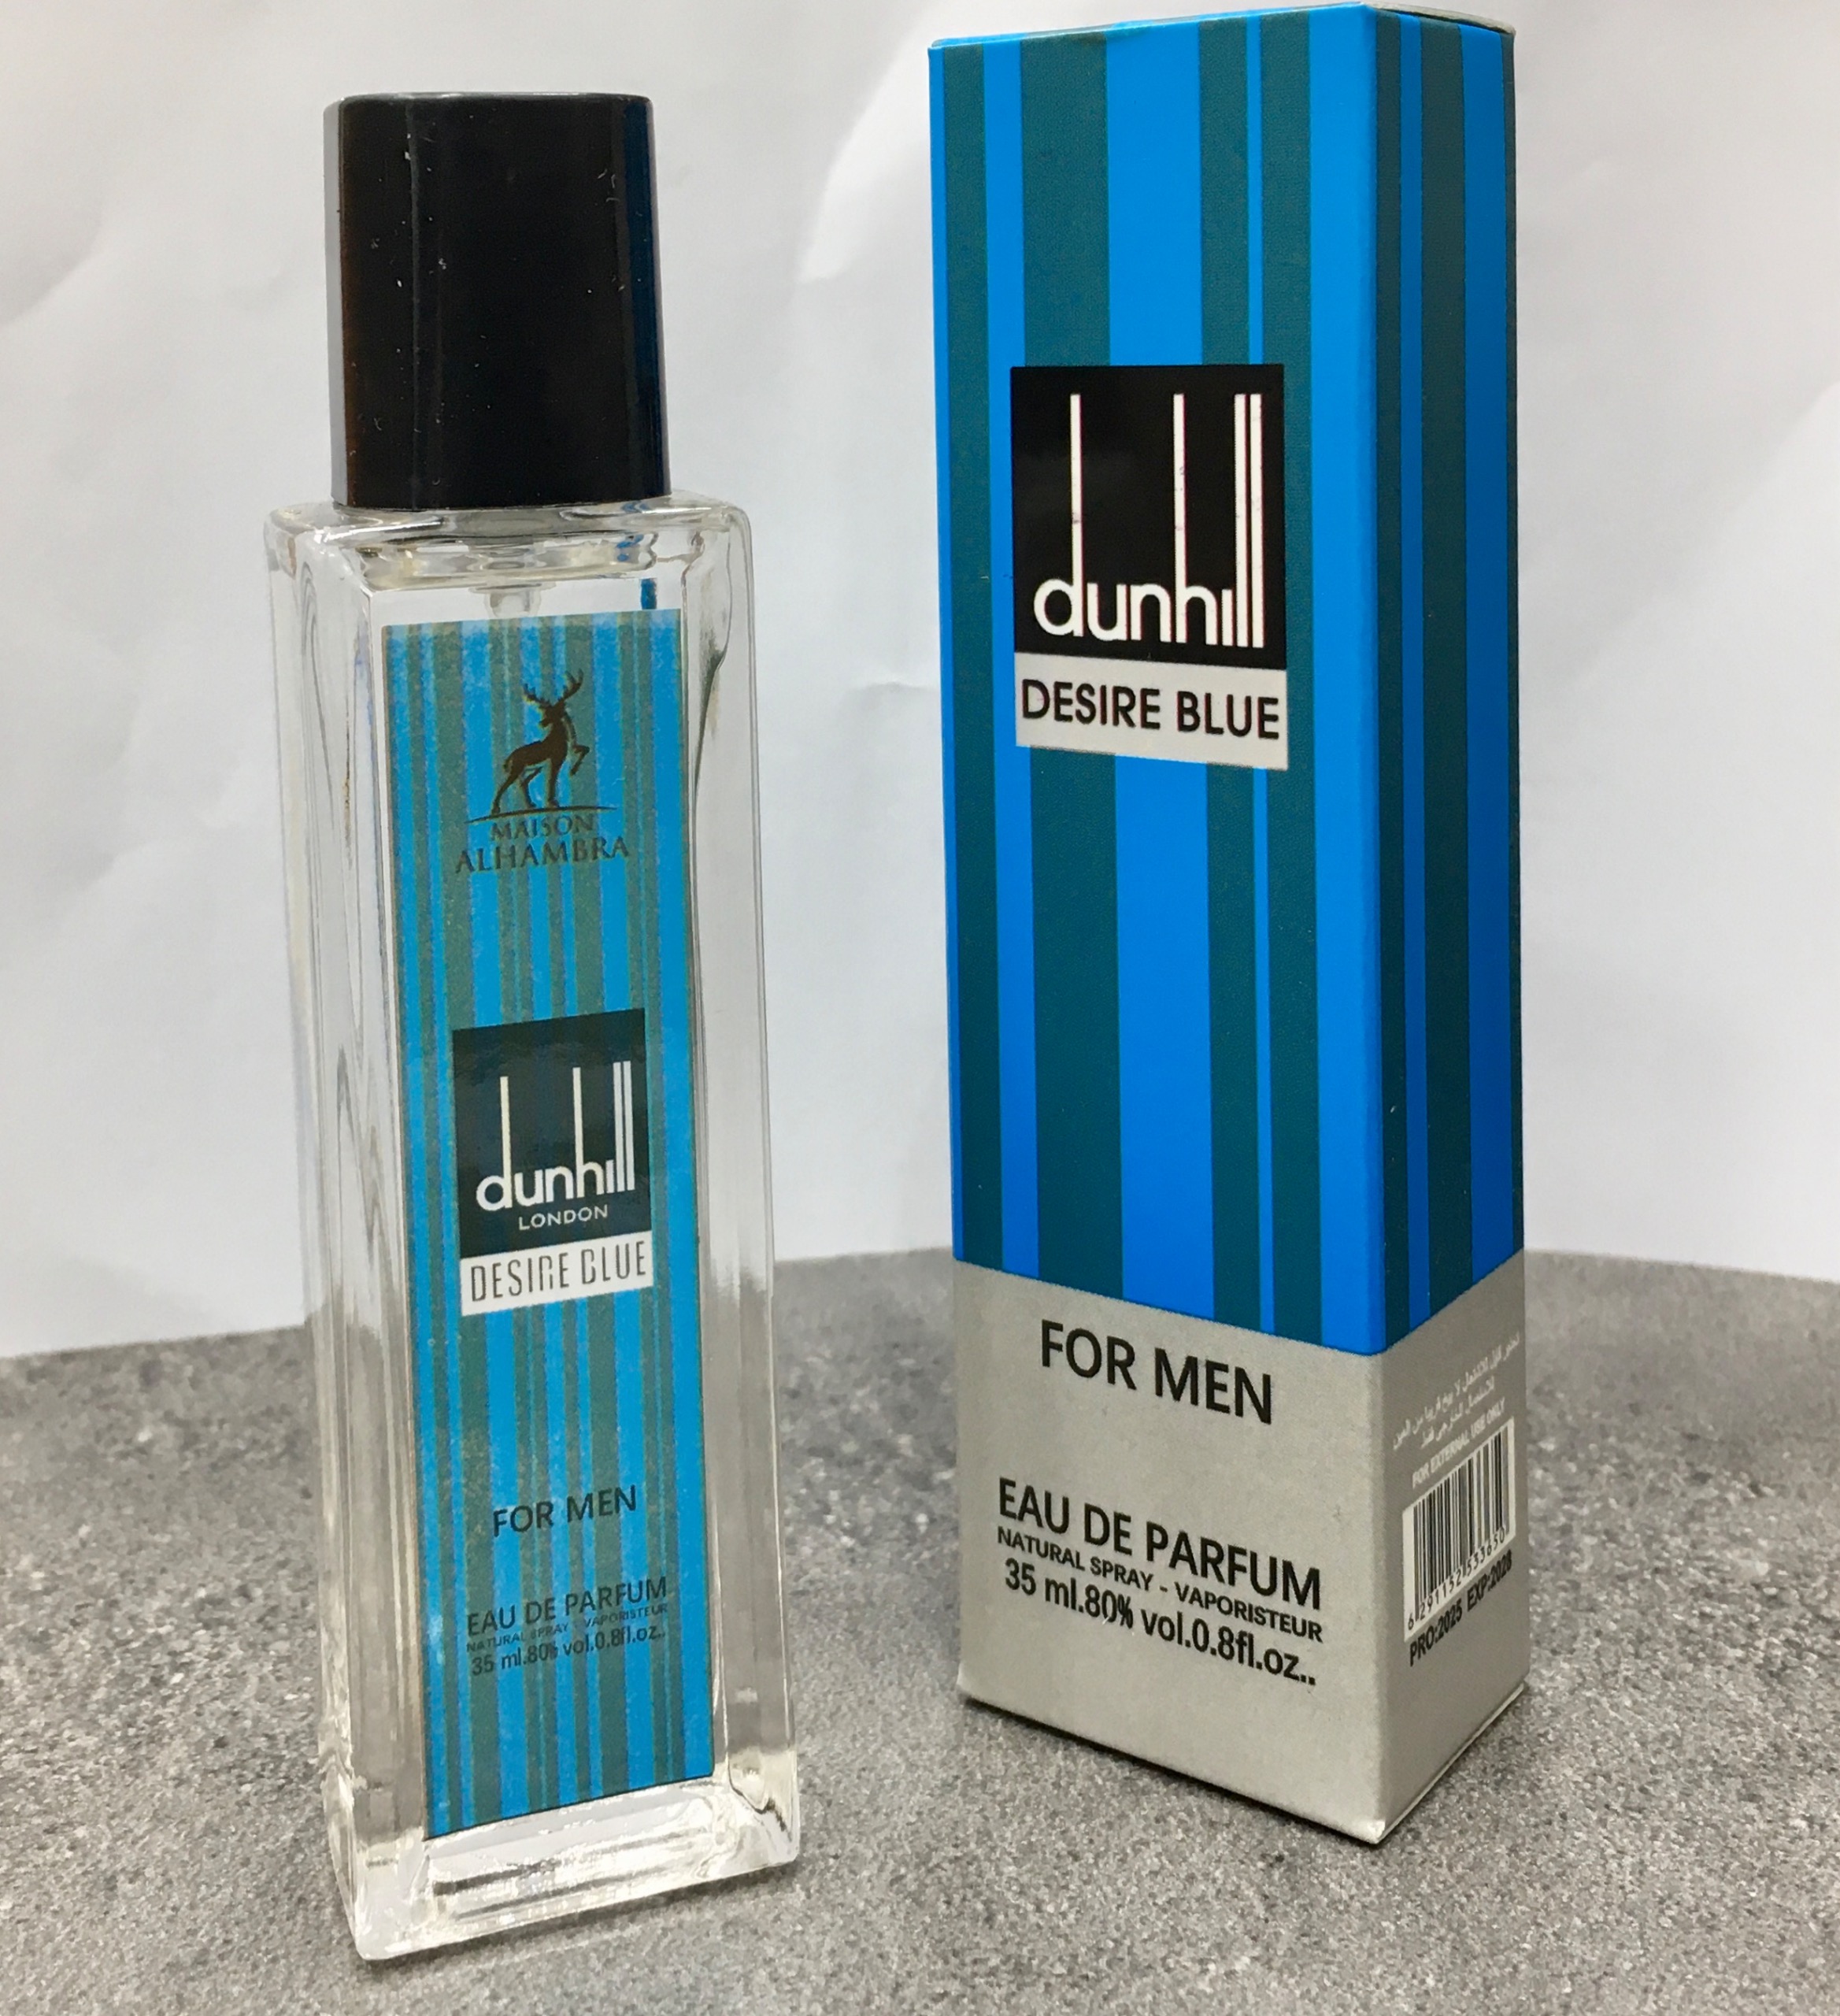 MAISON
ALHAMBRA
dunhill
LONDON
DESIRE BLUE
FOR MEN
EAU DE PARFUM
NATURAL SPRAY - VAPORISTEUR
35 ml.80% vol.0.8fl.oz..
dunhill
DESIRE BLUE
FOR MEN
EAU DE PARFUM
NATURAL SPRAY - VAPORISTEUR
35 ml.80% vol.0.8fl.oz..
FOR EXTERNAL USE ONLY
PRO:2025 EXP:2028